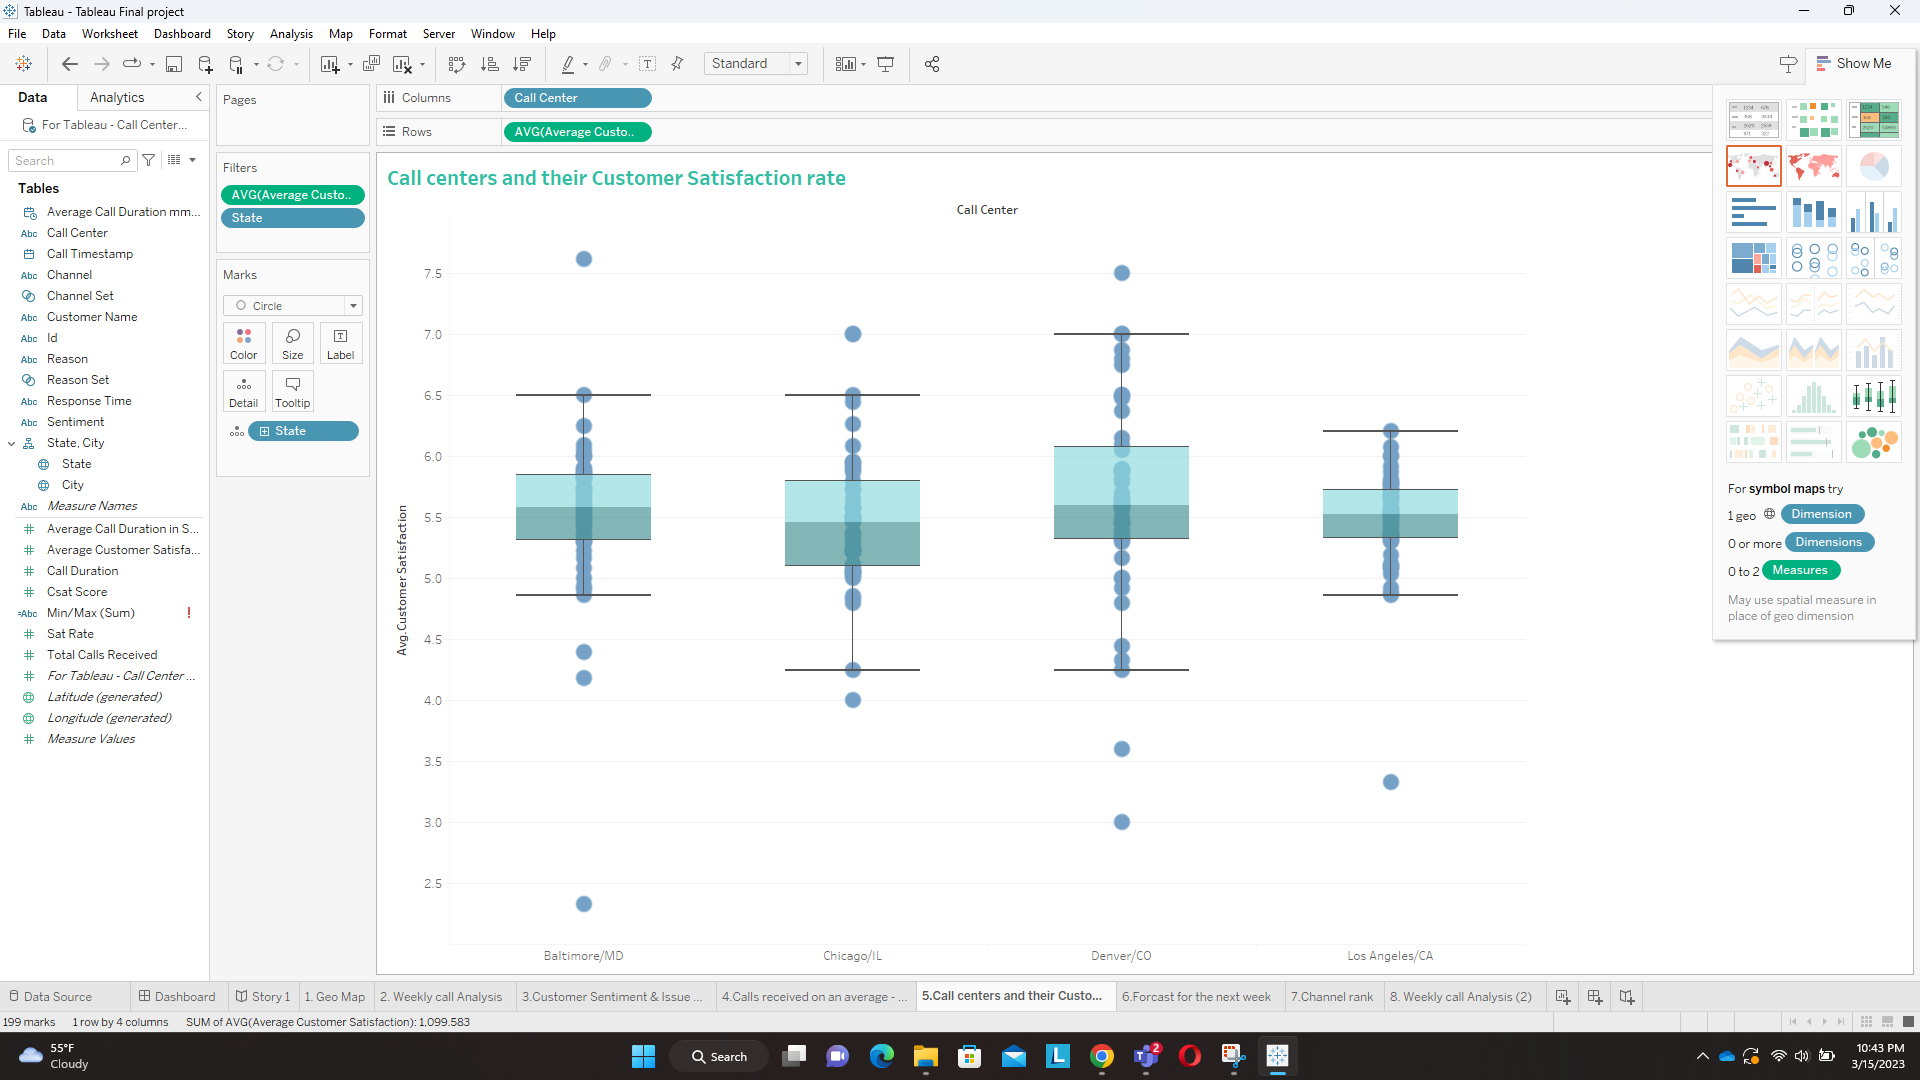 Tableau - Tableau Final project
File Data Worksheet Dashboard Story Analysis Map Format Server Window Help
Standard
Show Me
Data Analytics
For Tableau - Call Center...
Search
Tables
Average Call Duration mm...
Call Center
Call Timestamp
Channel
Channel Set
Customer Name
Id
Reason
Reason Set
Response Time
Sentiment
State, City
State
City
Measure Names
Average Call Duration in S...
Average Customer Satisfa...
Call Duration
Csat Score
Min/Max (Sum)
Sat Rate
Total Calls Received
For Tableau - Call Center ...
Latitude (generated)
Longitude (generated)
Measure Values
Pages
Filters
AVG(Average Custo..
State
Marks
Circle
Color Size Label
Detail Tooltip
State
Columns Call Center
Rows AVG(Average Custo..
Call centers and their Customer Satisfaction rate
Call Center
Avg.Customer Satisfaction
7.5
7.0
6.5
6.0
5.5
5.0
4.5
4.0
3.5
3.0
2.5
Baltimore/MD Chicago/IL Denver/CO Los Angeles/CA
For symbol maps try
1 geo Dimension
0 or more Dimensions
0 to 2 Measures
May use spatial measure in
place of geo dimension
Data Source Dashboard Story 1 1. Geo Map 2. Weekly call Analysis 3.Customer Sentiment & Issue ... 4.Calls received on an average - ... 5.Call centers and their Custo... 6.Forcast for the next week 7.Channel rank 8. Weekly call Analysis (2)
199 marks 1 row by 4 columns SUM of AVG(Average Customer Satisfaction): 1,099.583
55°F
Cloudy
Search
2
10:43 PM
3/15/2023